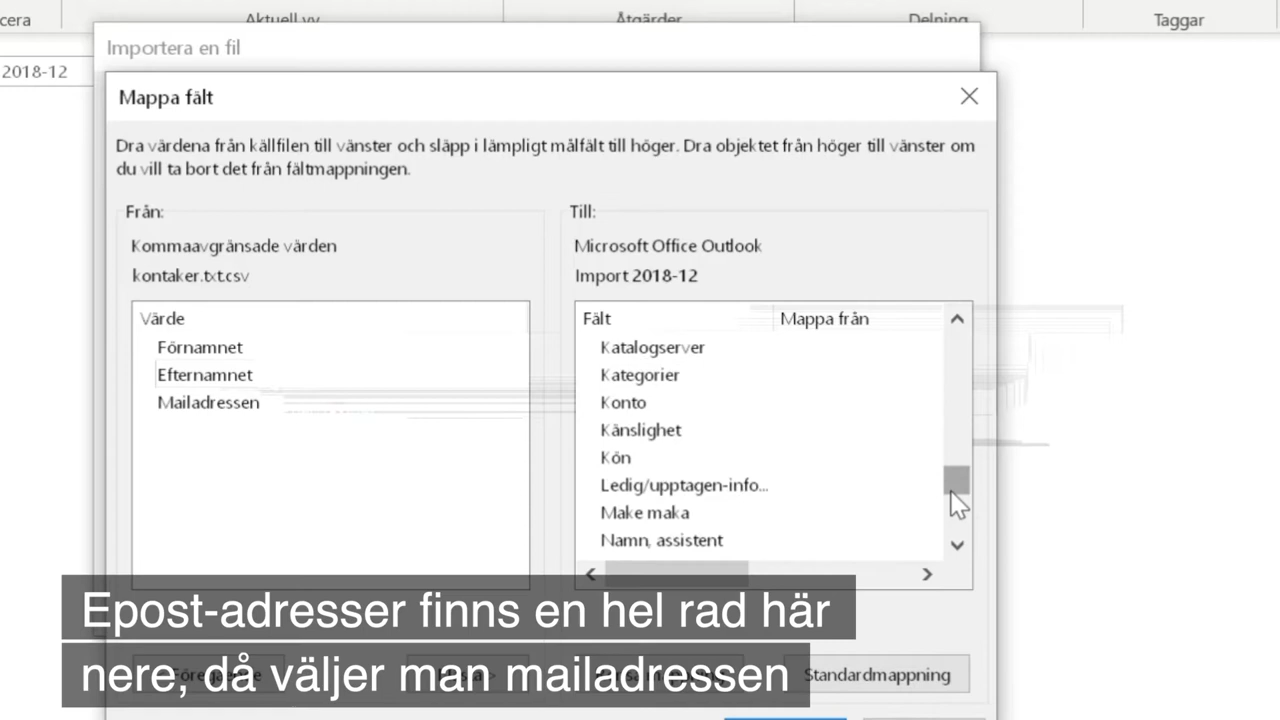 cera
Aktuell vy
Åtgärder
Delning
Taggar
Importera en fil
2018-12
Mappa fält
Dra värdena från källfilen till vänster och släpp i lämpligt målfält till höger. Dra objektet från höger till vänster om
du vill ta bort det från fältmappningen.
Från:
Kommaavgränsade värden
kontaker.txt.csv
Värde
Förnamnet
Efternamnet
Mailadressen
Till:
Microsoft Office Outlook
Import 2018-12
Fält Mappa från
Katalogserver
Kategorier
Konto
Känslighet
Kön
Ledig/upptagen-info...
Make maka
Namn, assistent
Standardmappning
Epost-adresser finns en hel rad här
nere, då väljer man mailadressen